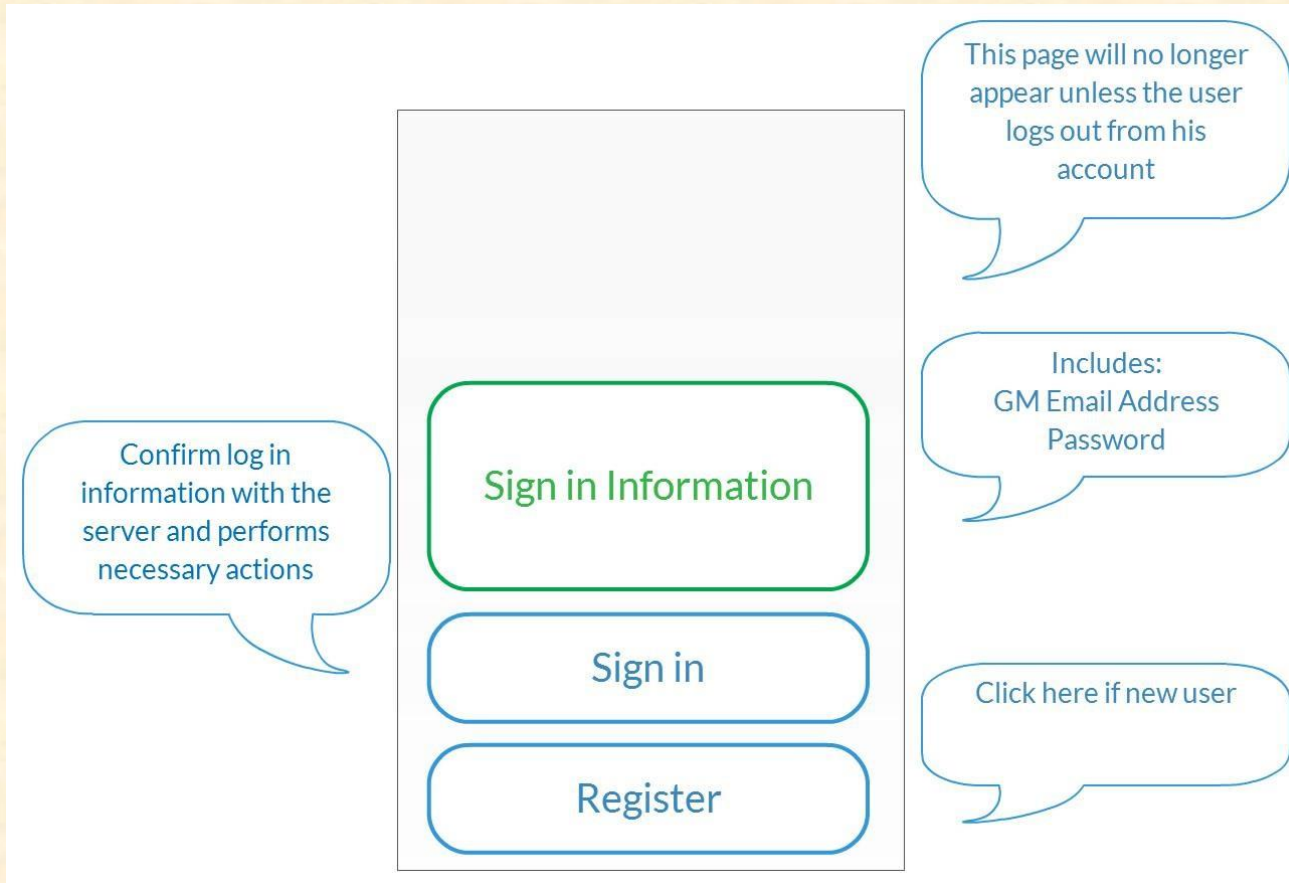 This page will no longer
appear unless the user
logs out from his
account
Includes:
GM Email Address
Password
Confirm log in
information with the
server and performs
necessary actions
Sign in Information
Sign in
Click here if new user
Register